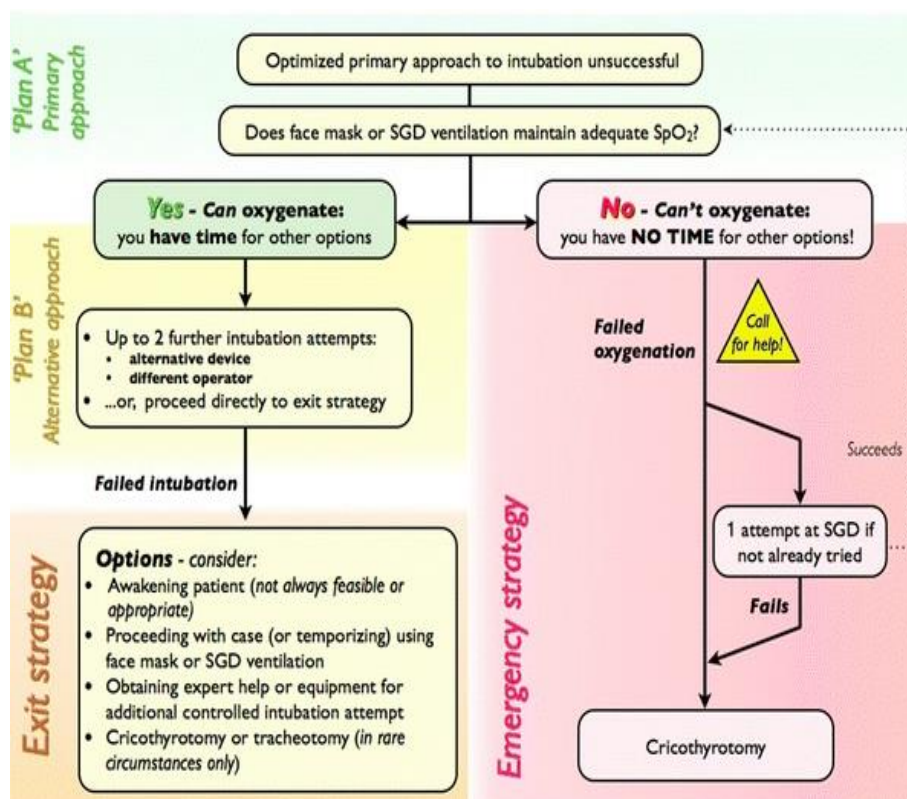 'Plan A'
Primary
approach
Optimized primary approach to intubation unsuccessful
Does face mask or SGD ventilation maintain adequate SpO₂?
Yes - Can oxygenate:
you have time for other options
No - Can't oxygenate:
you have NO TIME for other options!
'Plan B'
Alternative approach
• Up to 2 further intubation attempts:
• alternative device
• different operator
• ...or, proceed directly to exit strategy
Failed intubation
Exit strategy
Options - consider:
• Awakening patient (not always feasible or
appropriate)
• Proceeding with case (or temporizing) using
face mask or SGD ventilation
• Obtaining expert help or equipment for
additional controlled intubation attempt
• Cricothyrotomy or tracheotomy (in rare
circumstances only)
Failed
oxygenation
Call
for help!
Succeeds
1 attempt at SGD if
not already tried
Fails
Emergency strategy
Cricothyrotomy